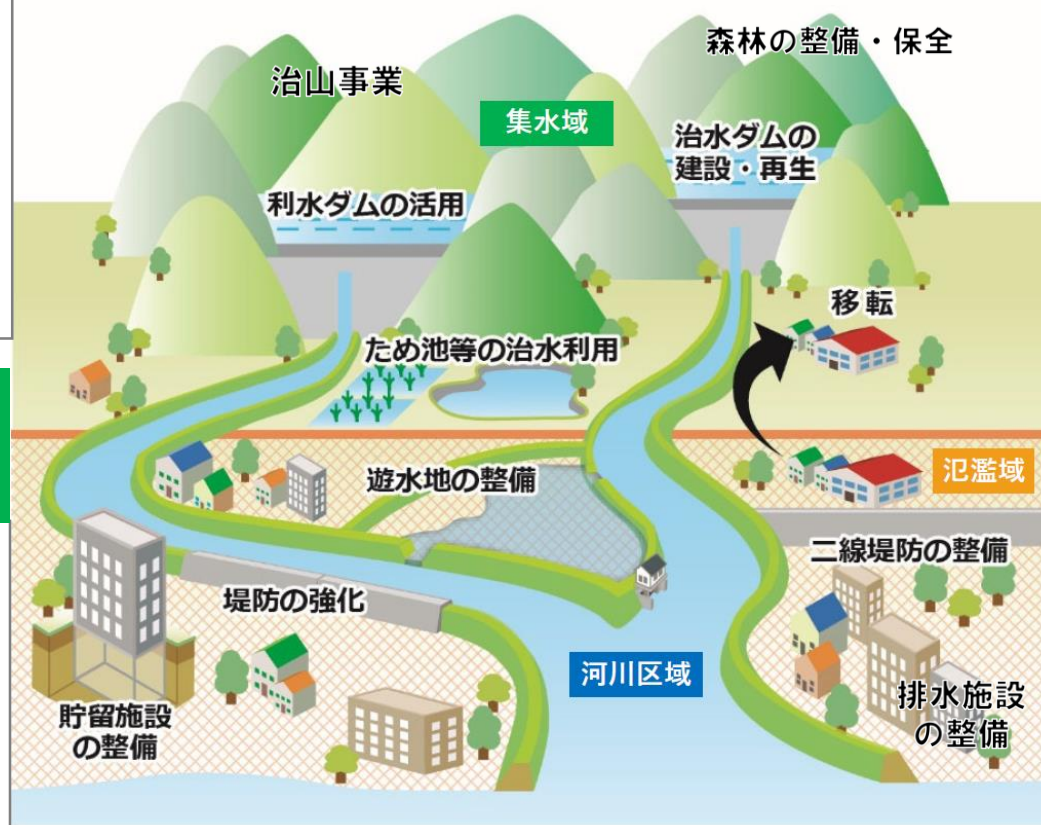 森林の整備・保全
治山事業
集水域
治水ダムの
建設・再生
利水ダムの活用
移転
ため池等の治水利用
氾濫域
遊水地の整備
二線堤防の整備
堤防の強化
河川区域
貯留施設
の整備
排水施設
の整備